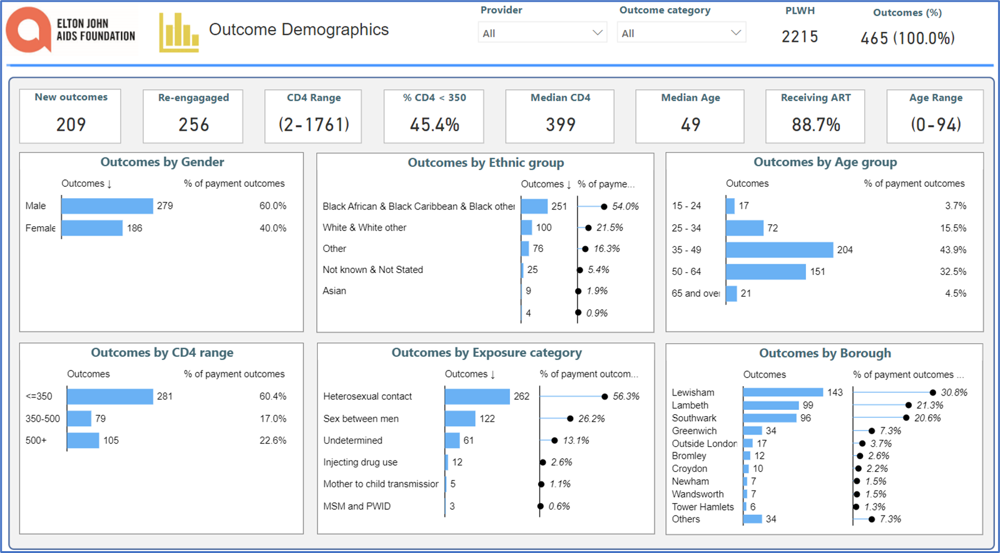 ELTON JOHN
AIDS FOUNDATION
Outcome Demographics
Provider
All
Outcome category
All
PLWH
2215
Outcomes (%)
465 (100.0%)
New outcomes
209
Re-engagaged
256
CD4 Range
(2-1761)
% CD4 < 350
45.4%
Median CD4
399
Median Age
49
Receiving ART
88.7%
Age Range
(0-94)
Outcomes by Gender
Outcomes ↓ % of payment outcomes
Male 279 60.0%
Female 186 40.0%
Outcomes by Ethnic group
Outcomes ↓ % of payme...
Black African & Black Caribbean & Black other 251 54.0%
White & White other 100 21.5%
Other 76 16.3%
Not known & Not Stated 25 5.4%
Asian 9 1.9%
4 0.9%
Outcomes by Age group
Outcomes % of payment outcomes
15 - 24 17 3.7%
25 - 34 72 15.5%
35 - 49 204 43.9%
50 - 64 151 32.5%
65 and over 21 4.5%
Outcomes by CD4 range
Outcomes % of payment outcomes
<=350 281 60.4%
350-500 79 17.0%
500+ 105 22.6%
Outcomes by Exposure category
Outcomes ↓ % of payment outcom...
Heterosexual contact 262 56.3%
Sex between men 122 26.2%
Undetermined 61 13.1%
Injecting drug use 12 2.6%
Mother to child transmission 5 1.1%
MSM and PWID 3 0.6%
Outcomes by Borough
Outcomes % of payment outcomes ...
Lewisham 143 30.8%
Lambeth 99 21.3%
Southwark 96 20.6%
Greenwich 34 7.3%
Outside London 17 3.7%
Bromley 12 2.6%
Croydon 10 2.2%
Newham 7 1.5%
Wandsworth 7 1.5%
Tower Hamlets 6 1.3%
Others 34 7.3%